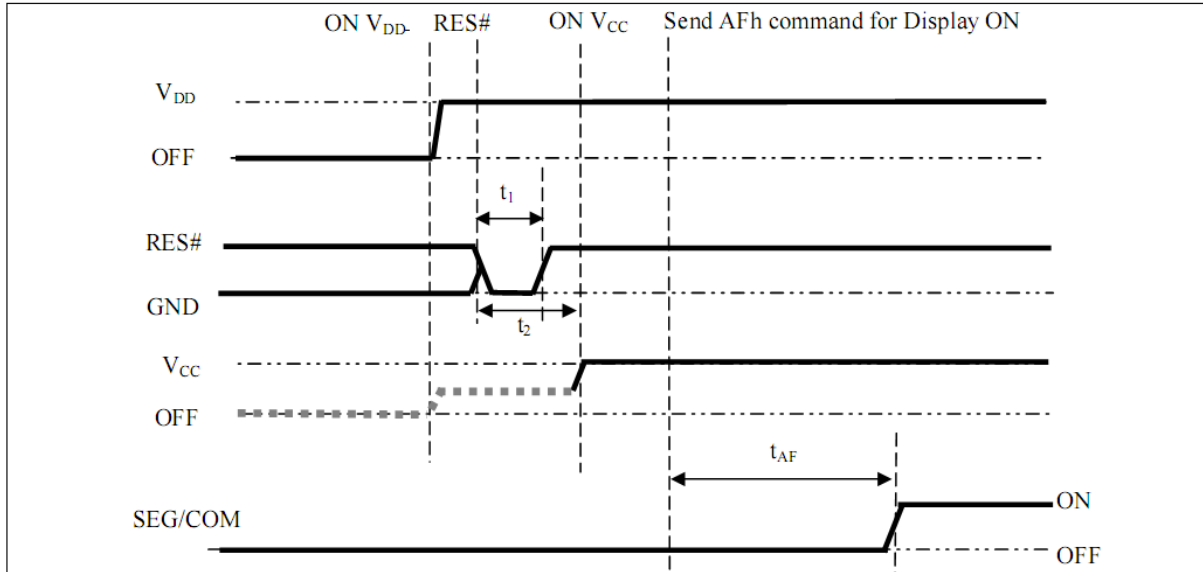 ON VDD- RES# ON VCC Send AFh command for Display ON
VDD
OFF
t1
RES#
GND
t2
VCC
OFF
tAF
SEG/COM
ON
OFF